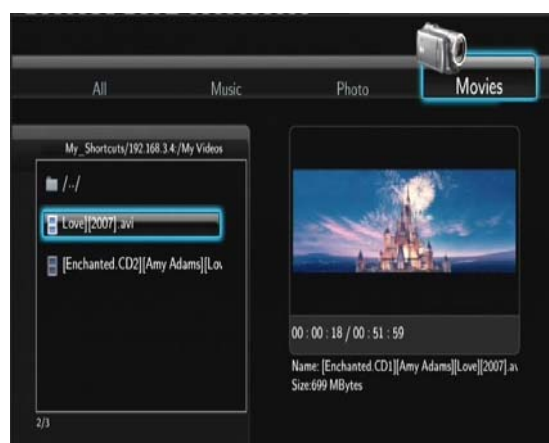 All Music Photo Movies
My_Shortcuts/192.168.3.4:/My Videos
/../
Love][2007].avi
[Enchanted.CD2][Amy Adams][Lov
00 : 00 : 18 / 00 : 51 : 59
Name: [Enchanted.CD1][Amy Adams][Love][2007].av
Size:699 MBytes
2/3